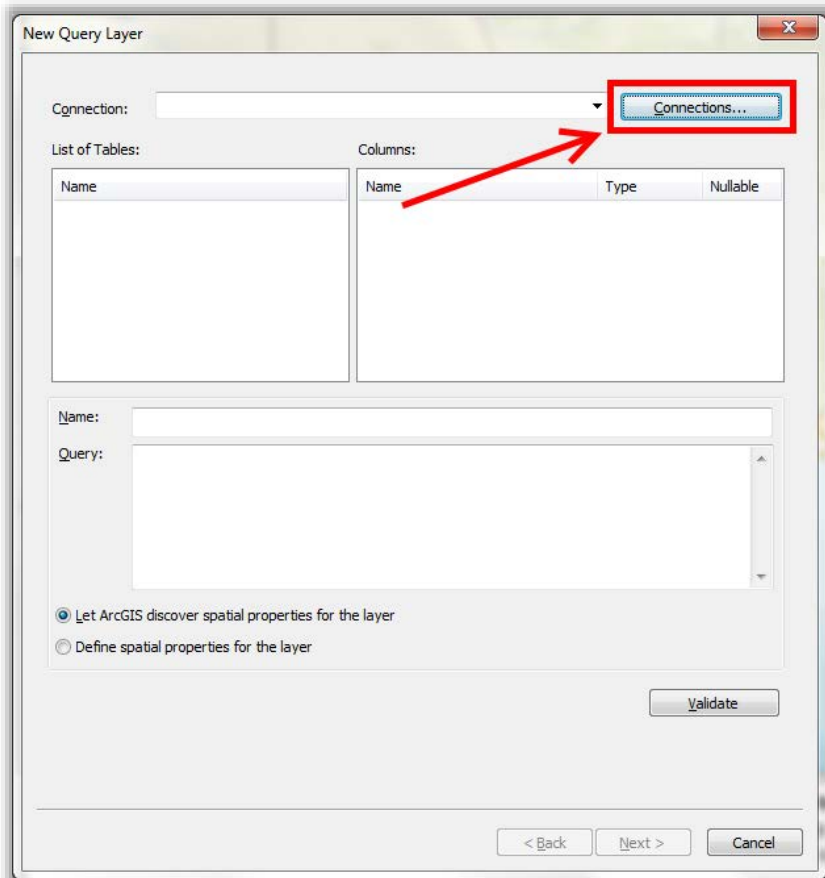 New Query Layer
Connection: Connections...
List of Tables: Columns:
Name Name Type Nullable
Name:
Query:
Let ArcGIS discover spatial properties for the layer
Define spatial properties for the layer
Validate
< Back Next > Cancel